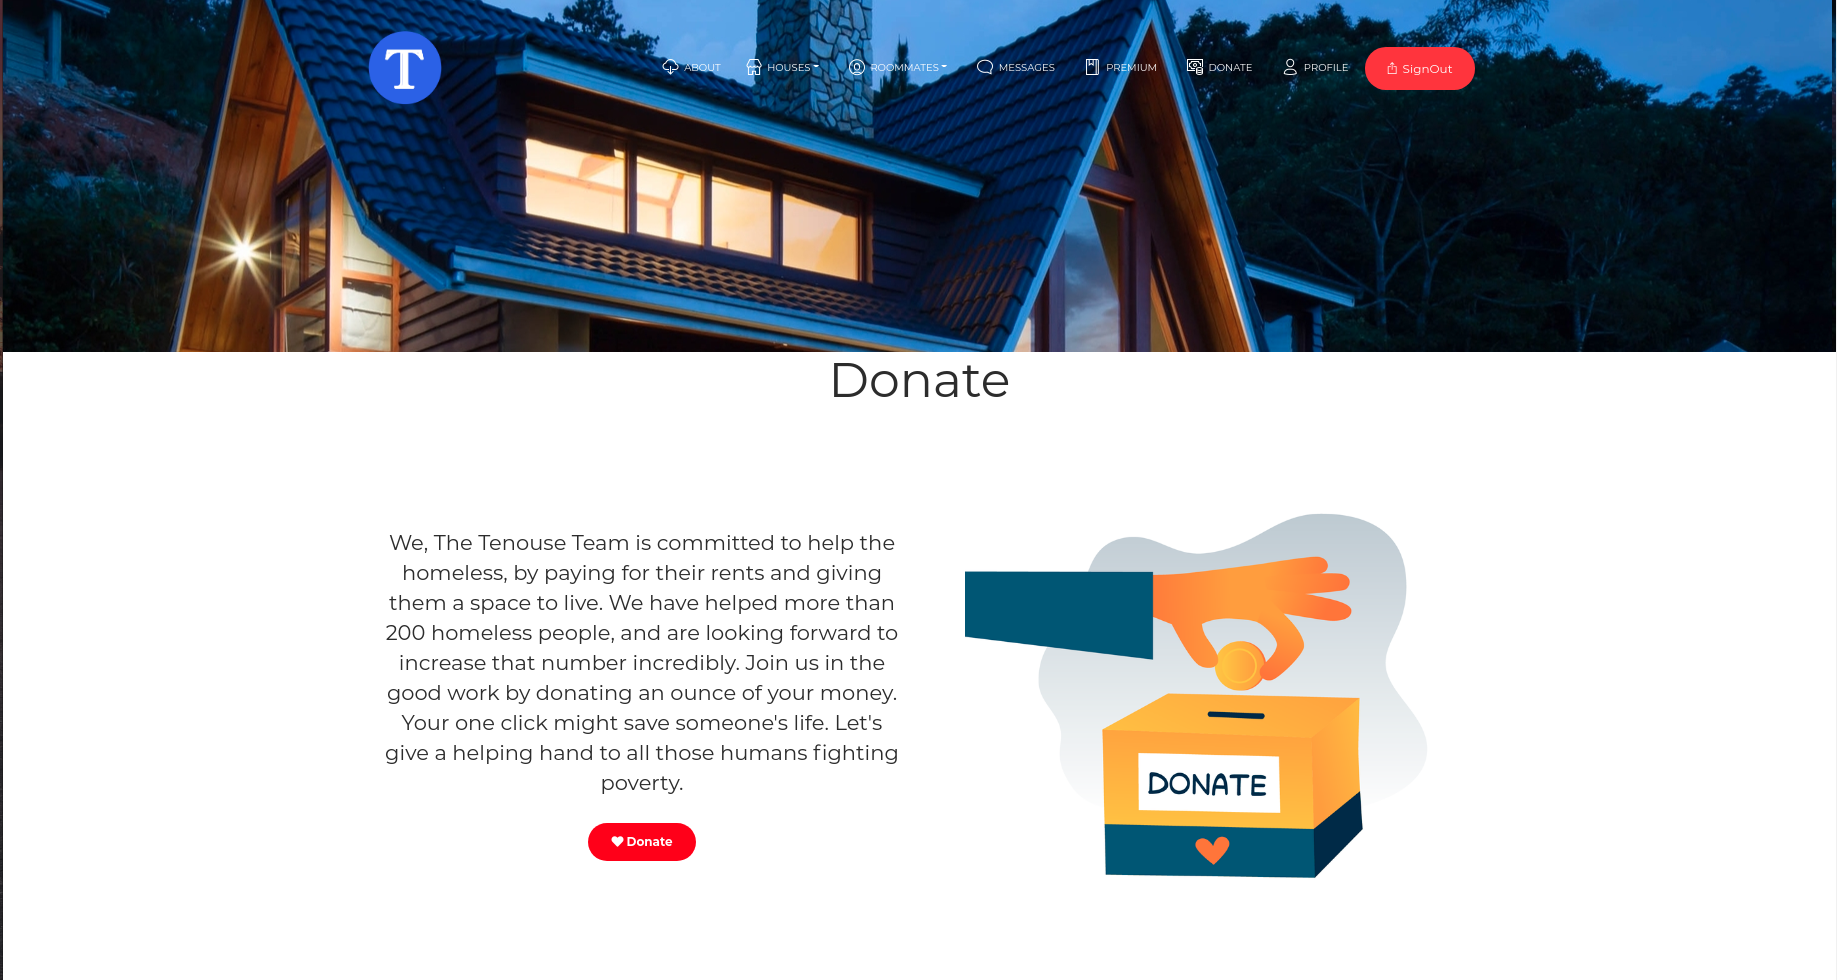 T
ABOUT HOUSES ROOMMATES MESSAGES PREMIUM DONATE PROFILE SignOut
Donate
We, The Tenouse Team is committed to help the
homeless, by paying for their rents and giving
them a space to live. We have helped more than
200 homeless people, and are looking forward to
increase that number incredibly. Join us in the
good work by donating an ounce of your money.
Your one click might save someone's life. Let's
give a helping hand to all those humans fighting
poverty.
Donate
DONATE